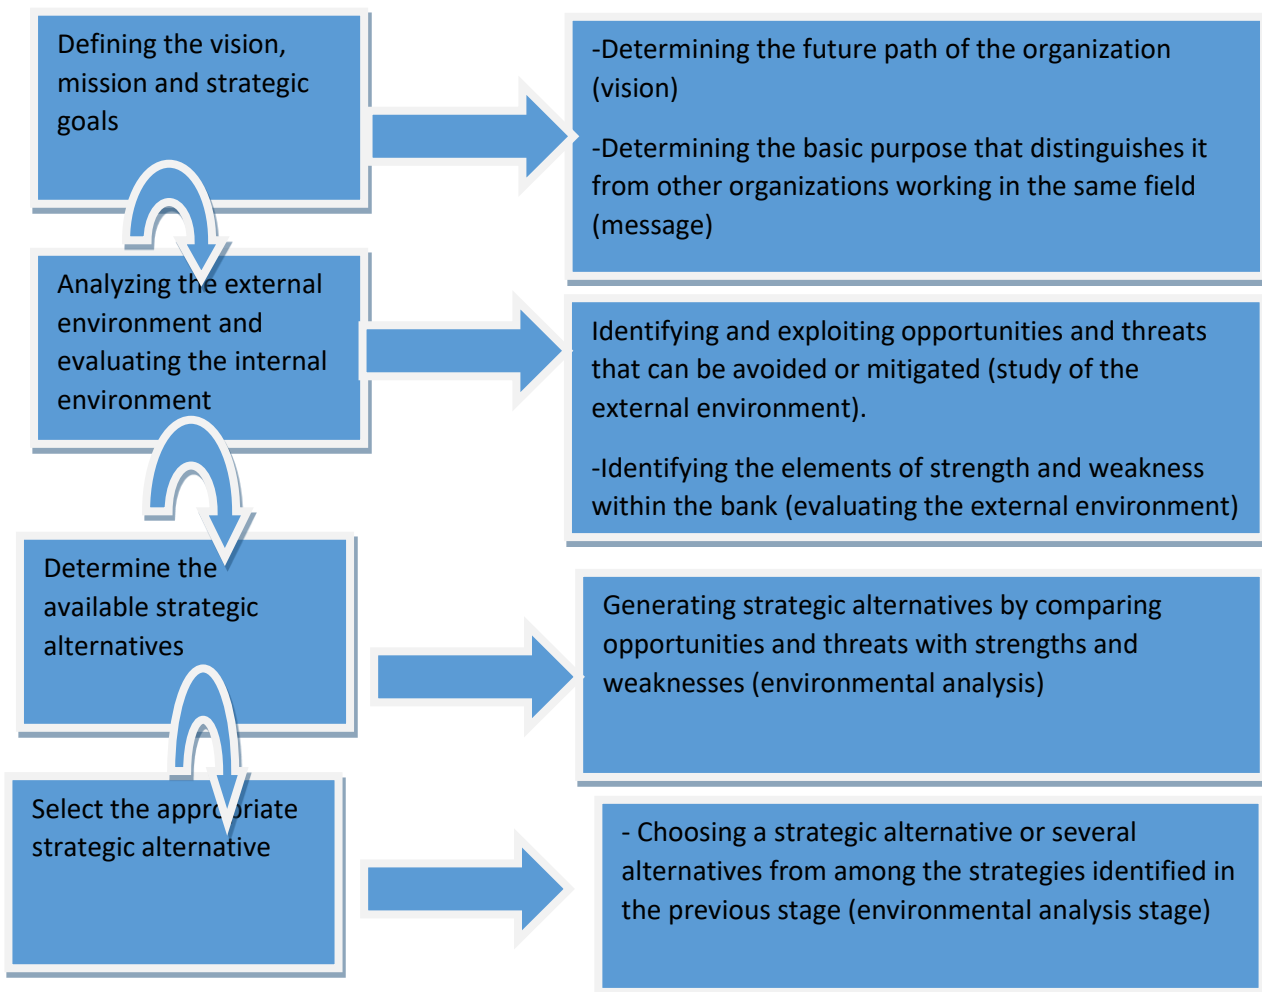 Defining the vision,
mission and strategic
goals
-Determining the future path of the organization
(vision)
-Determining the basic purpose that distinguishes it
from other organizations working in the same field
(message)
Analyzing the external
environment and
evaluating the internal
environment
Identifying and exploiting opportunities and threats
that can be avoided or mitigated (study of the
external environment).
-Identifying the elements of strength and weakness
within the bank (evaluating the external environment)
Determine the
available strategic
alternatives
Generating strategic alternatives by comparing
opportunities and threats with strengths and
weaknesses (environmental analysis)
Select the appropriate
strategic alternative
- Choosing a strategic alternative or several
alternatives from among the strategies identified in
the previous stage (environmental analysis stage)